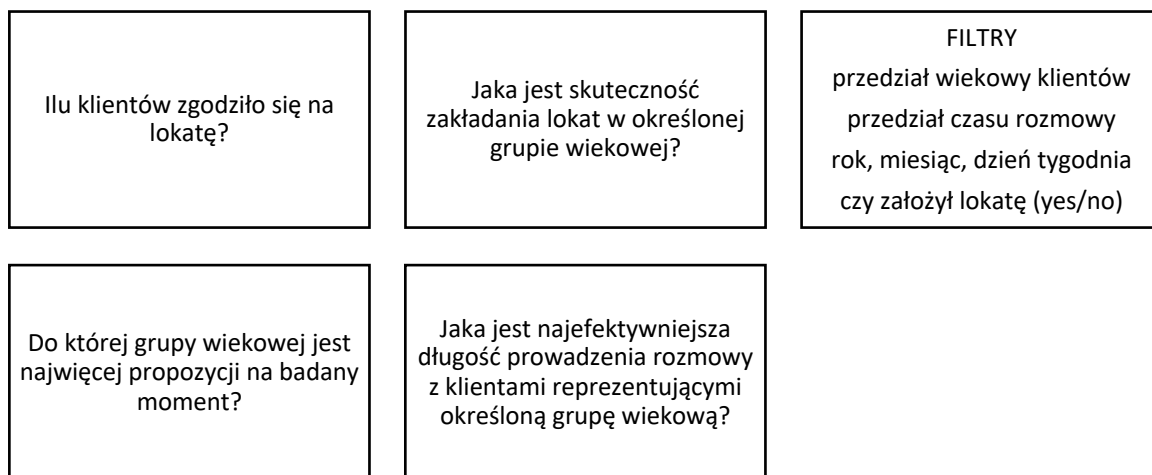 Ilu klientów zgodziło się na
lokatę?
Jaka jest skuteczność
zakładania lokat w określonej
grupie wiekowej?
FILTRY
przedział wiekowy klientów
przedział czasu rozmowy
rok, miesiąc, dzień tygodnia
czy założył lokatę (yes/no)
Do której grupy wiekowej jest
najwięcej propozycji na badany
moment?
Jaka jest najefektywniejsza
długość prowadzenia rozmowy
z klientami reprezentującymi
określoną grupę wiekową?